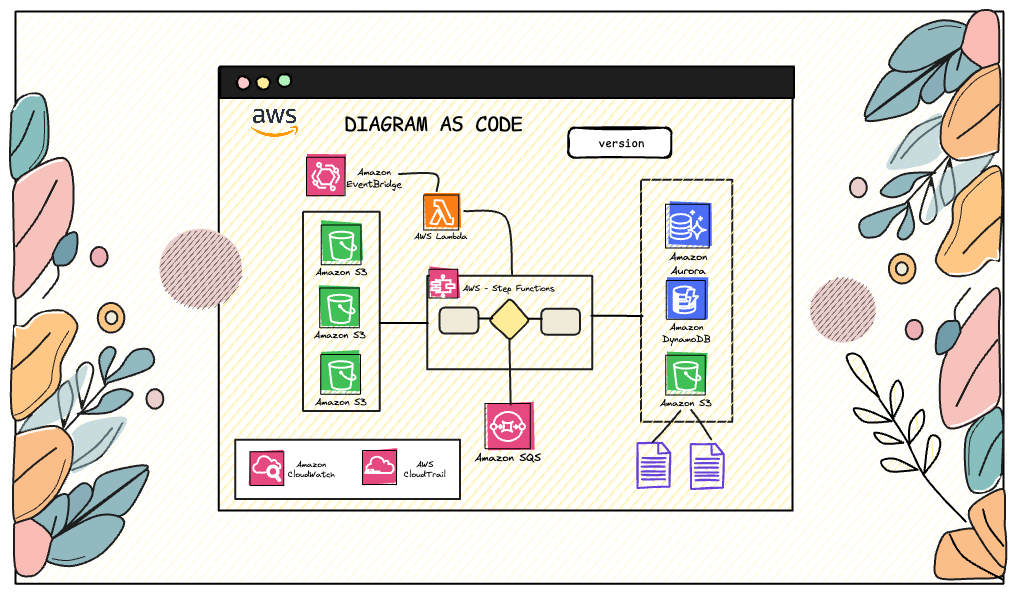 aws
DIAGRAM AS CODE
version
Amazon
EventBridge
AWS Lambda
Amazon S3
Amazon S3
Amazon S3
AWS - Step Functions
Amazon
Aurora
Amazon
DynamoDB
Amazon S3
Amazon SQS
Amazon
CloudWatch
AWS
CloudTrail